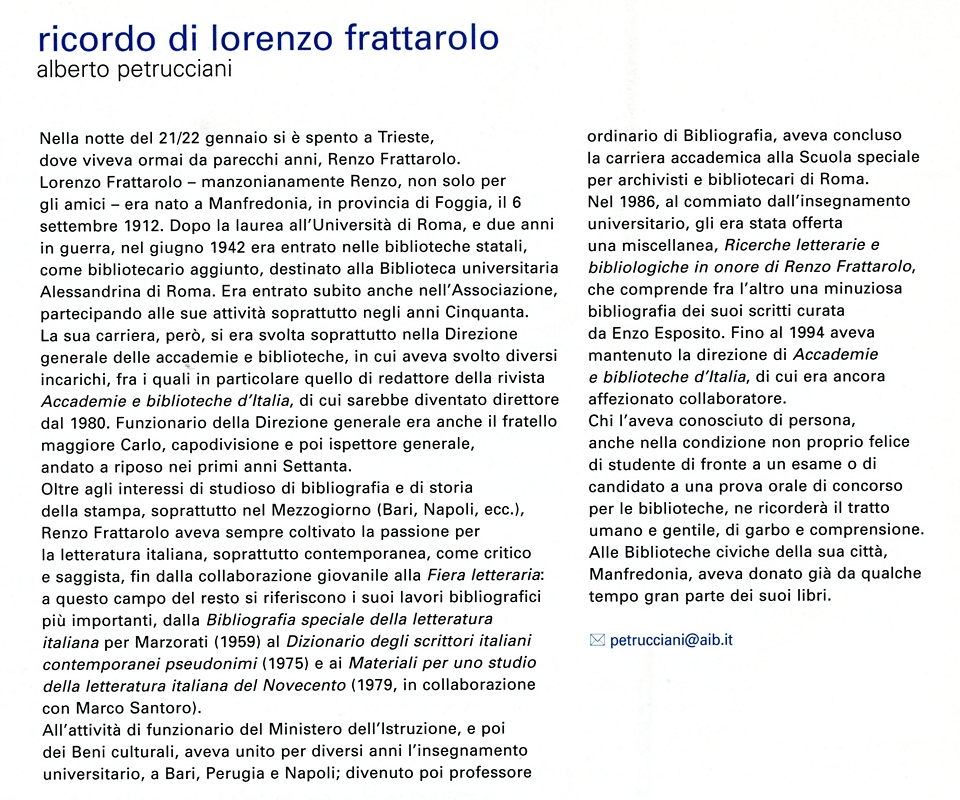 ricordo di lorenzo frattarolo
alberto petrucciani
Nella notte del 21/22 gennaio si è spento a Trieste,
dove viveva ormai da parecchi anni, Renzo Frattarolo.
Lorenzo Frattarolo – manzonianamente Renzo, non solo per
gli amici – era nato a Manfredonia, in provincia di Foggia, il 6
settembre 1912. Dopo la laurea all'Università di Roma, e due anni
in guerra, nel giugno 1942 era entrato nelle biblioteche statali,
come bibliotecario aggiunto, destinato alla Biblioteca universitaria
Alessandrina di Roma. Era entrato subito anche nell'Associazione,
partecipando alle sue attività soprattutto negli anni Cinquanta.
La sua carriera, però, si era svolta soprattutto nella Direzione
generale delle accademie e biblioteche, in cui aveva svolto diversi
incarichi, fra i quali in particolare quello di redattore della rivista
Accademie e biblioteche d'Italia, di cui sarebbe diventato direttore
dal 1980. Funzionario della Direzione generale era anche il fratello
maggiore Carlo, capodivisione e poi ispettore generale,
andato a riposo nei primi anni Settanta.
Oltre agli interessi di studioso di bibliografia e di storia
della stampa, soprattutto nel Mezzogiorno (Bari, Napoli, ecc.),
Renzo Frattarolo aveva sempre coltivato la passione per
la letteratura italiana, soprattutto contemporanea, come critico
e saggista, fin dalla collaborazione giovanile alla Fiera letteraria:
a questo campo del resto si riferiscono i suoi lavori bibliografici
più importanti, dalla Bibliografia speciale della letteratura
italiana per Marzorati (1959) al Dizionario degli scrittori italiani
contemporanei pseudonimi (1975) e ai Materiali per uno studio
della letteratura italiana del Novecento (1979, in collaborazione
con Marco Santoro).
All'attività di funzionario del Ministero dell'Istruzione, e poi
dei Beni culturali, aveva unito per diversi anni l'insegnamento
universitario, a Bari, Perugia e Napoli; divenuto poi professore
ordinario di Bibliografia, aveva concluso
la carriera accademica alla Scuola speciale
per archivisti e bibliotecari di Roma.
Nel 1986, al commiato dall'insegnamento
universitario, gli era stata offerta
una miscellanea, Ricerche letterarie e
bibliologiche in onore di Renzo Frattarolo,
che comprende fra l'altro una minuziosa
bibliografia dei suoi scritti curata
da Enzo Esposito. Fino al 1994 aveva
mantenuto la direzione di Accademie
e biblioteche d'Italia, di cui era ancora
affezionato collaboratore.
Chi l'aveva conosciuto di persona,
anche nella condizione non proprio felice
di studente di fronte a un esame o di
candidato a una prova orale di concorso
per le biblioteche, ne ricorderà il tratto
umano e gentile, di garbo e comprensione.
Alle Biblioteche civiche della sua città,
Manfredonia, aveva donato già da qualche
tempo gran parte dei suoi libri.
petrucciani@aib.it